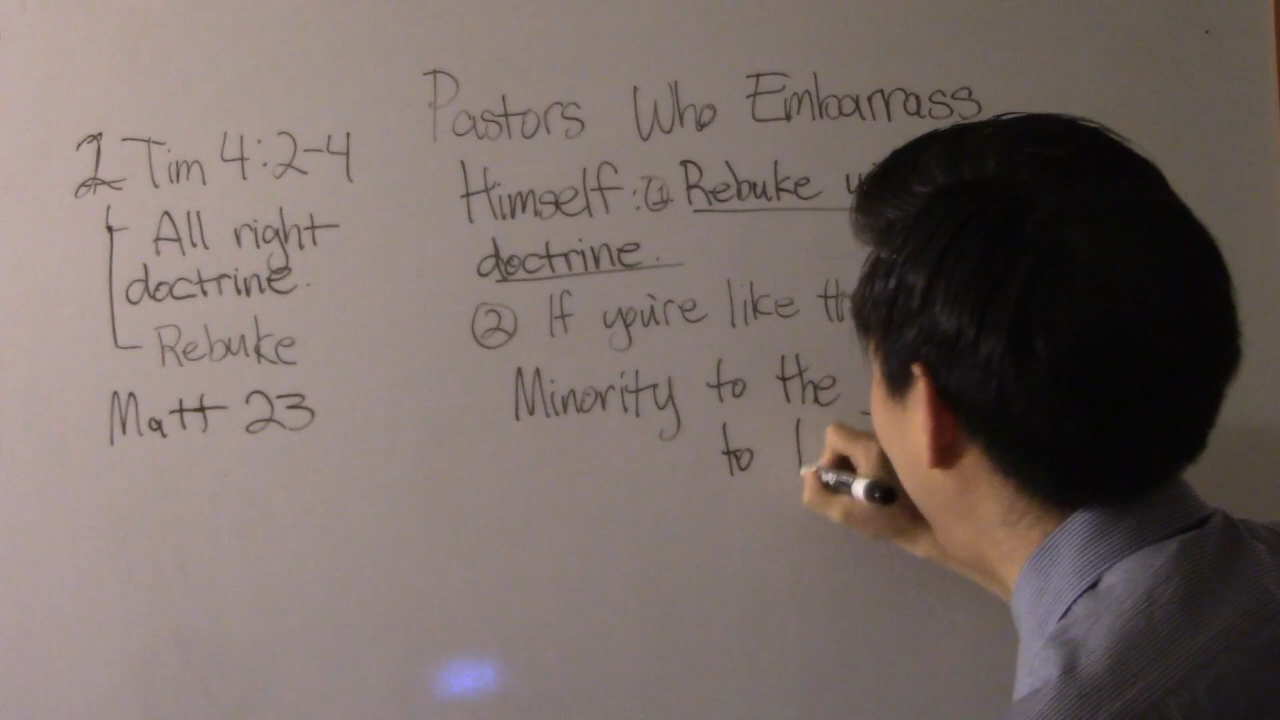 2 Tim 4:2-4
All right
doctrine.
Rebuke
Matt 23
Pastors Who Embarrass
Himself: ① Rebuke
doctrine.
② If you're like
Minority to the
to